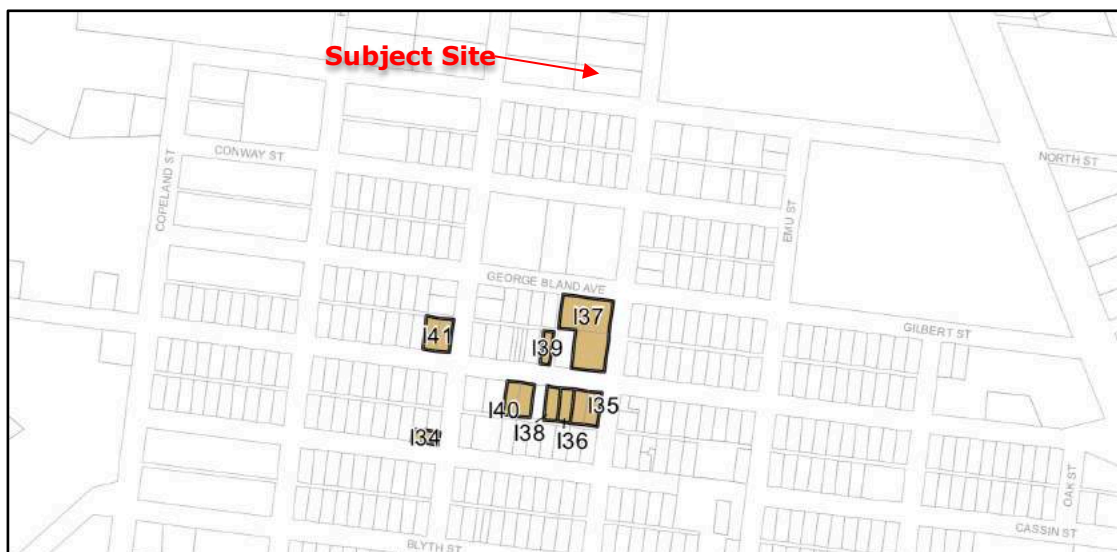 Subject Site
CONWAY ST
NORTH ST
COPELAND ST
EMU ST
GEORGE BLAND AVE
I37
GILBERT ST
I41
I39
I40
I35
I38
I36
I34
OAK ST
CASSIN ST
BLYTH ST